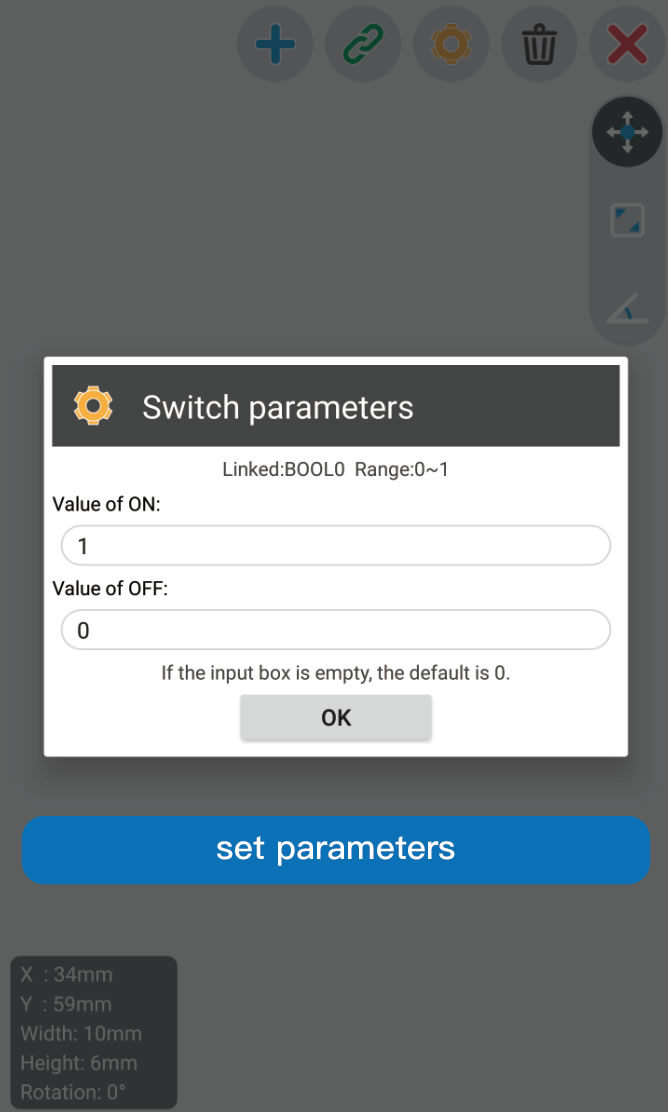 Switch parameters
Linked:BOOL0 Range:0~1
Value of ON:
1
Value of OFF:
0
If the input box is empty, the default is 0.
OK
set parameters
X : 34mm
Y : 59mm
Width: 10mm
Height: 6mm
Rotation: 0°